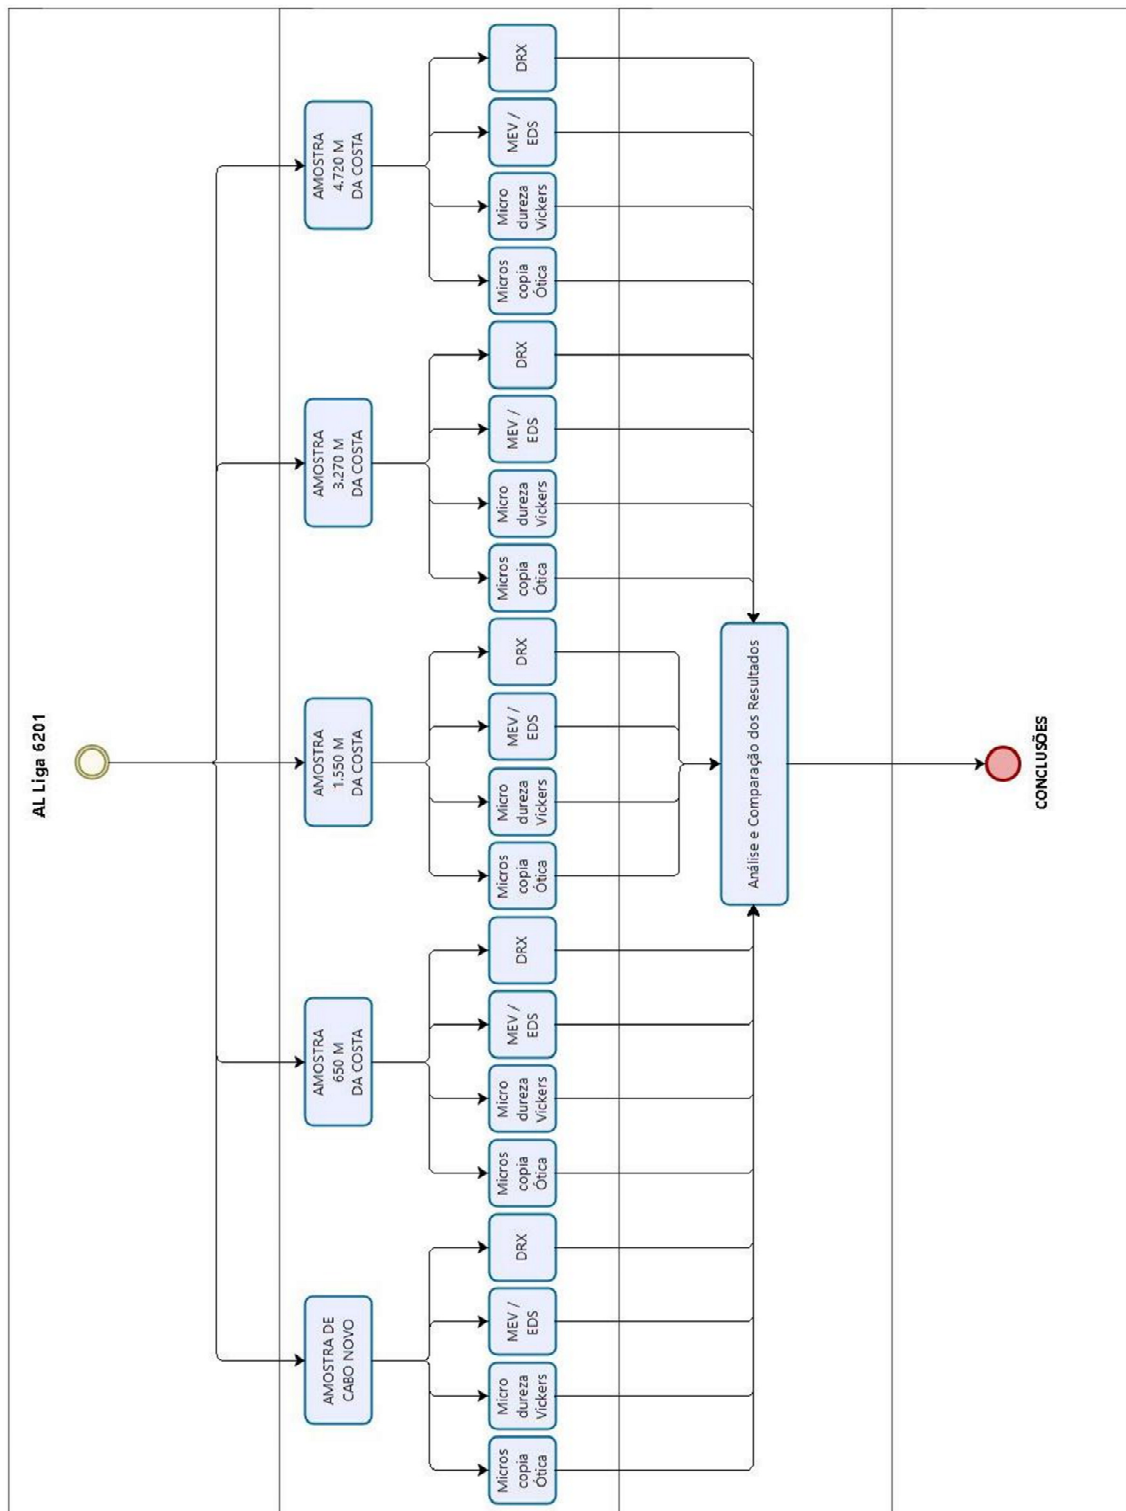 AL Liga 6201
AMOSTRA DE
CABO NOVO
AMOSTRA
650 M
DA COSTA
AMOSTRA
1.550 M
DA COSTA
AMOSTRA
3.270 M
DA COSTA
AMOSTRA
4.720 M
DA COSTA
Micros
copia
Ótica
Micro
dureza
Vickers
MEV /
EDS
DRX
Micros
copia
Ótica
Micro
dureza
Vickers
MEV /
EDS
DRX
Micros
copia
Ótica
Micro
dureza
Vickers
MEV /
EDS
DRX
Micros
copia
Ótica
Micro
dureza
Vickers
MEV /
EDS
DRX
Micros
copia
Ótica
Micro
dureza
Vickers
MEV /
EDS
DRX
Análise e Comparação dos Resultados
CONCLUSÕES